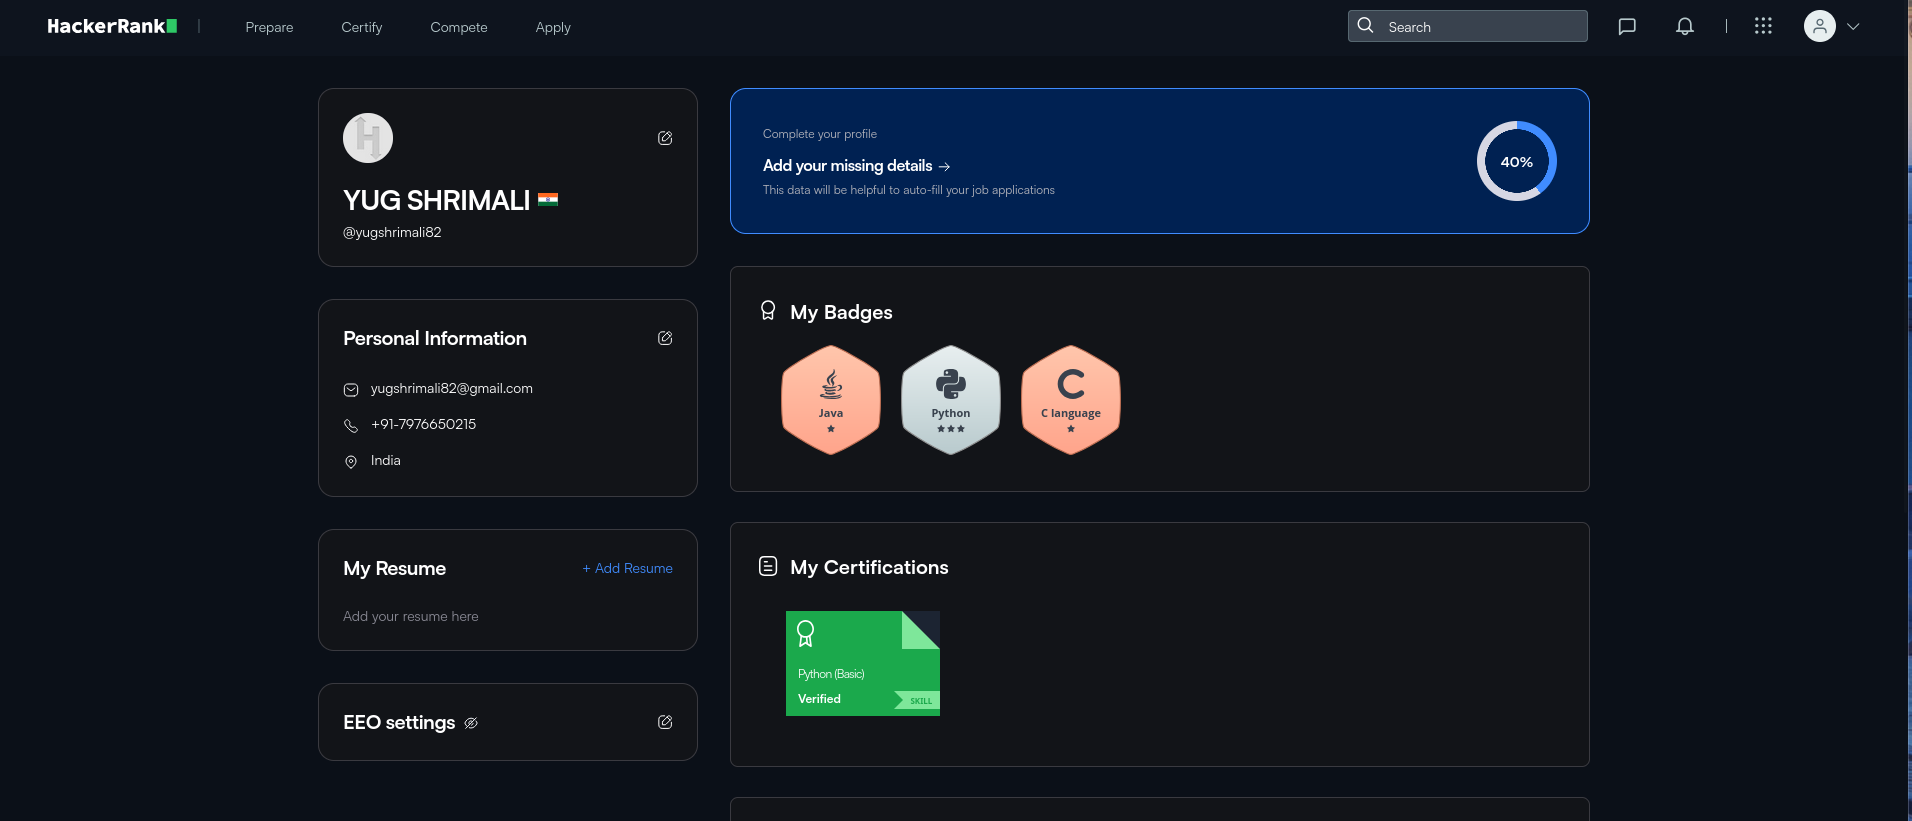 HackerRank
Prepare
Certify
Compete
Apply
Search
YUG SHRIMALI
@yugshrimali82
Personal Information
yugshrimali82@gmail.com
+91-7976650215
India
My Resume
+ Add Resume
Add your resume here
EEO settings
Complete your profile
Add your missing details →
This data will be helpful to auto-fill your job applications
40%
My Badges
Java
Python
C language
My Certifications
Python (Basic)
Verified
SKILL